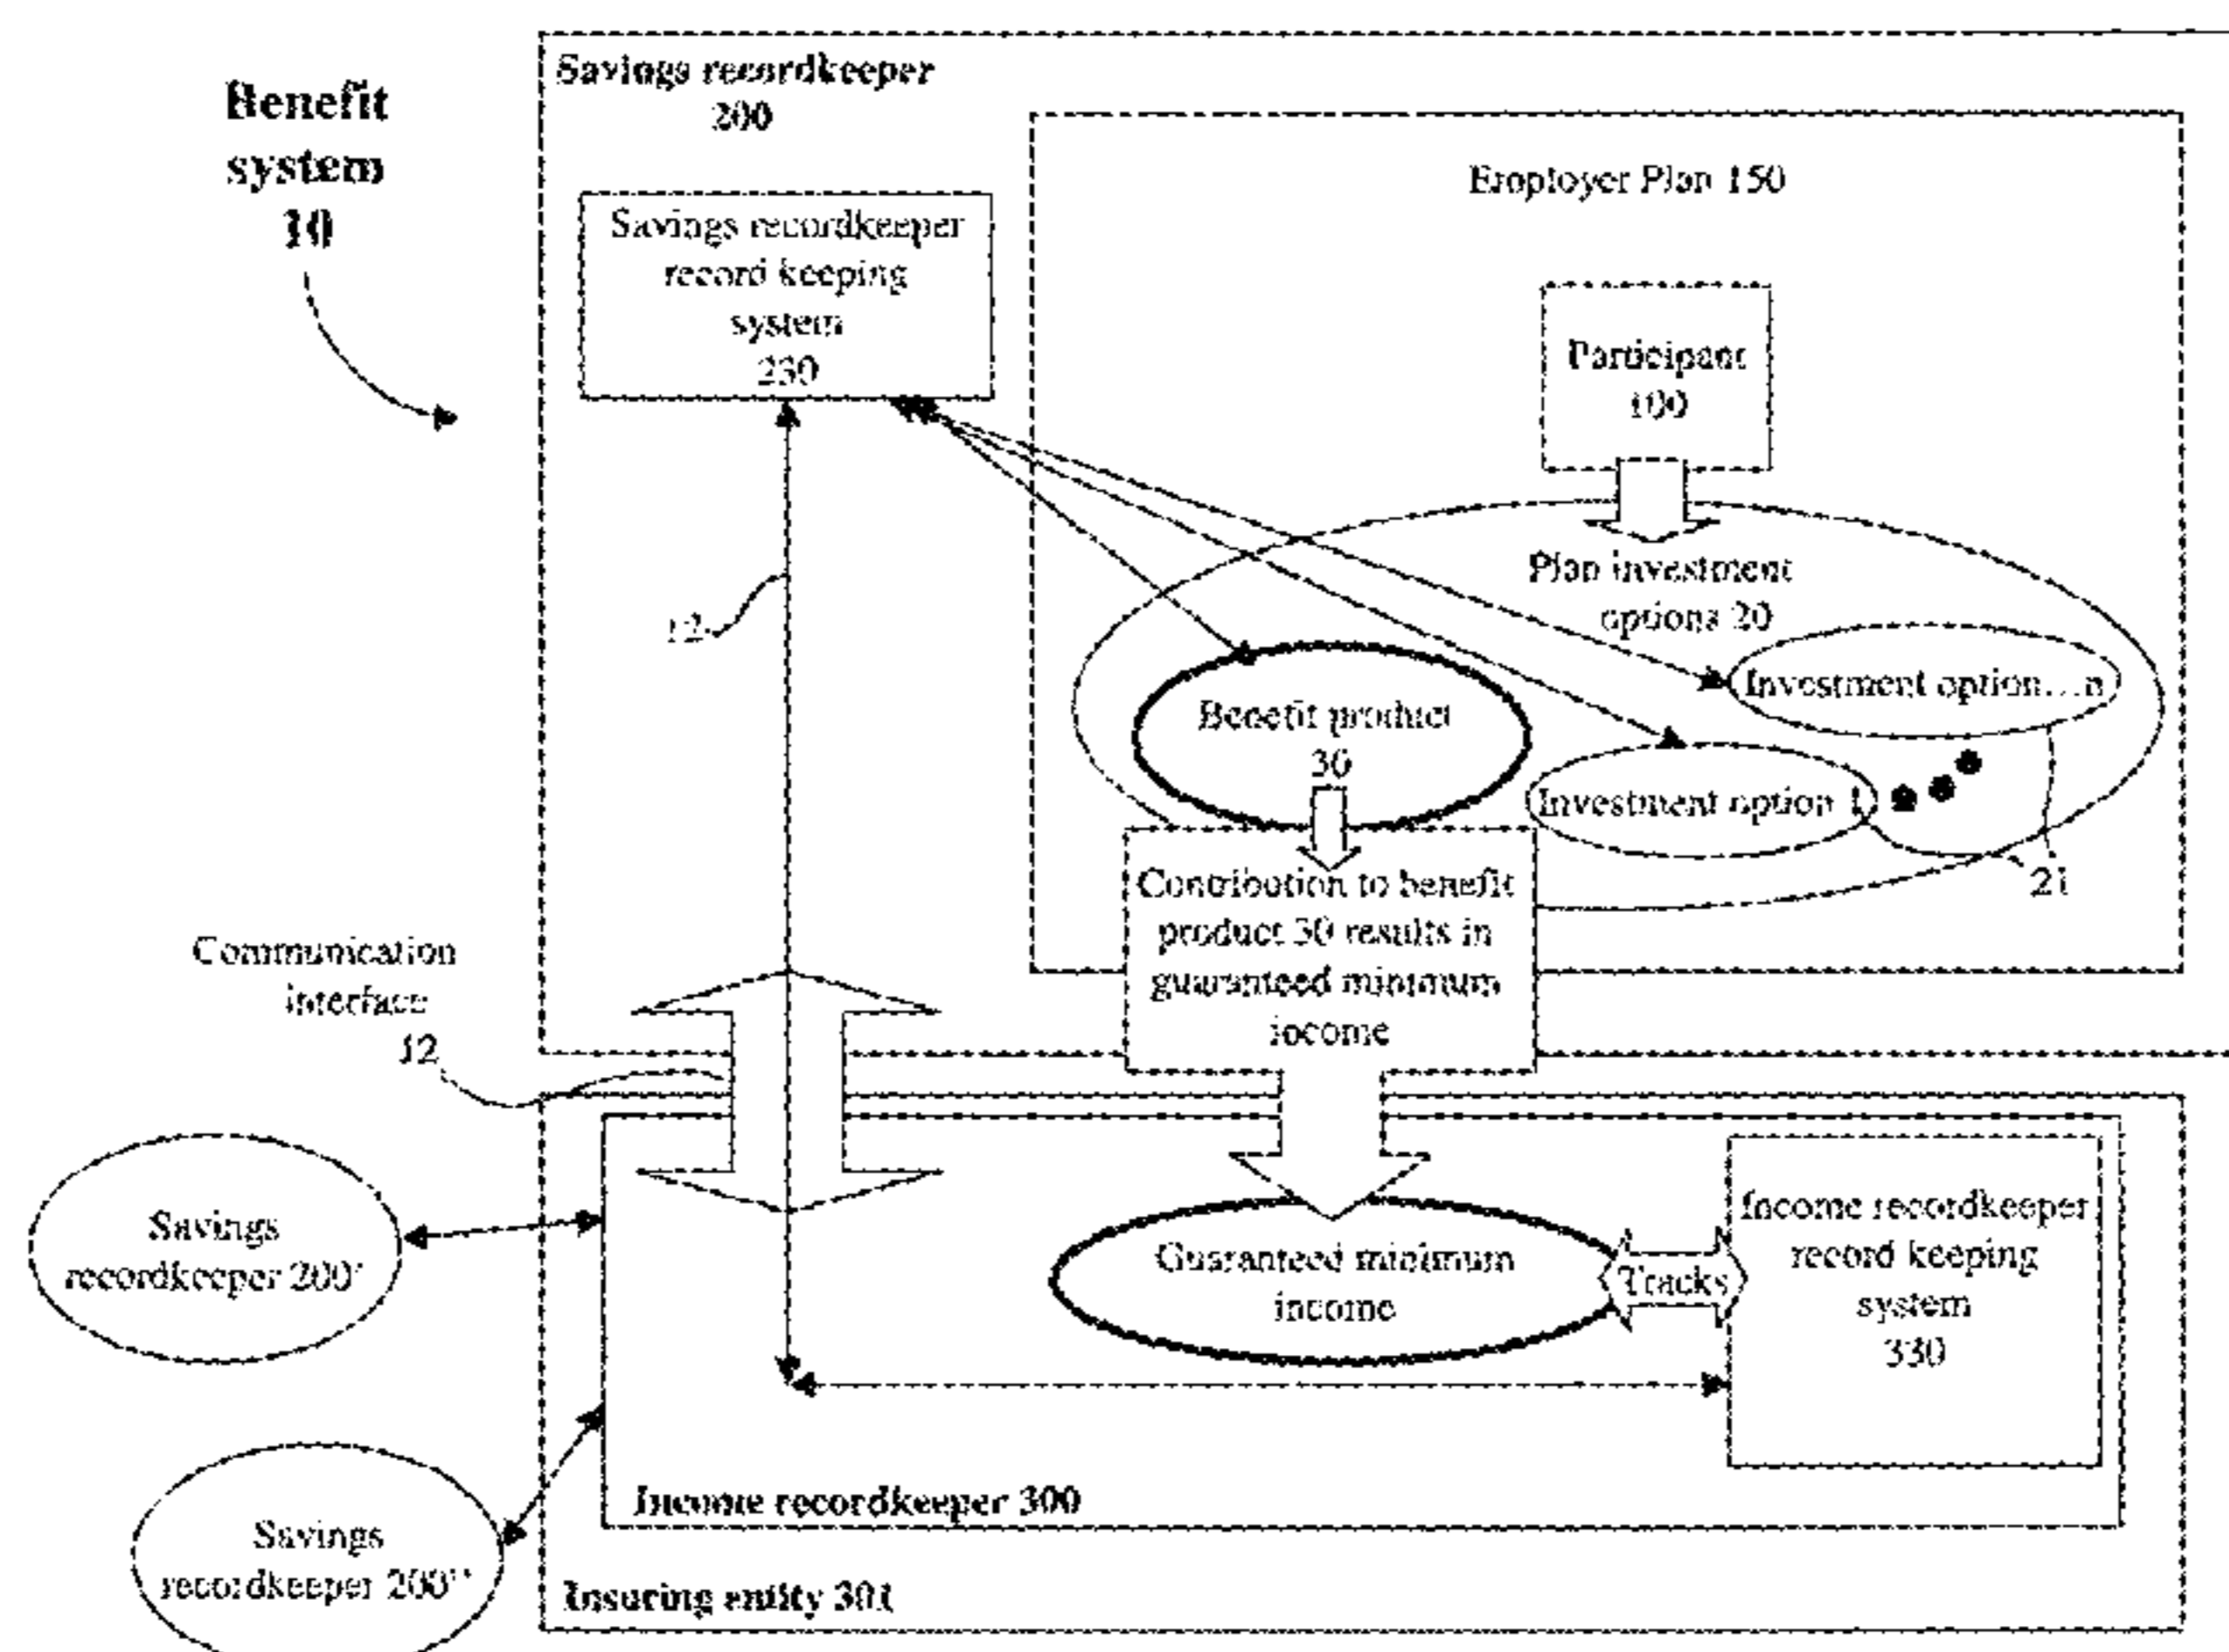 Benefit
system
10
Savings recordkeeper
200
Savings recordkeeper
record keeping
system
230
Employer Plan 150
Participant
100
Plan investment
options 20
12
Investment option...n
Benefit product
30
Investment option 1
21
Contribution to benefit
product 30 results in
guaranteed minimum
income
Communication
interface
12
Savings
recordkeeper 200'
Guaranteed minimum
income
Tracks
Income recordkeeper
record keeping
system
330
Income recordkeeper 300
Savings
recordkeeper 200''
Insuring entity 301